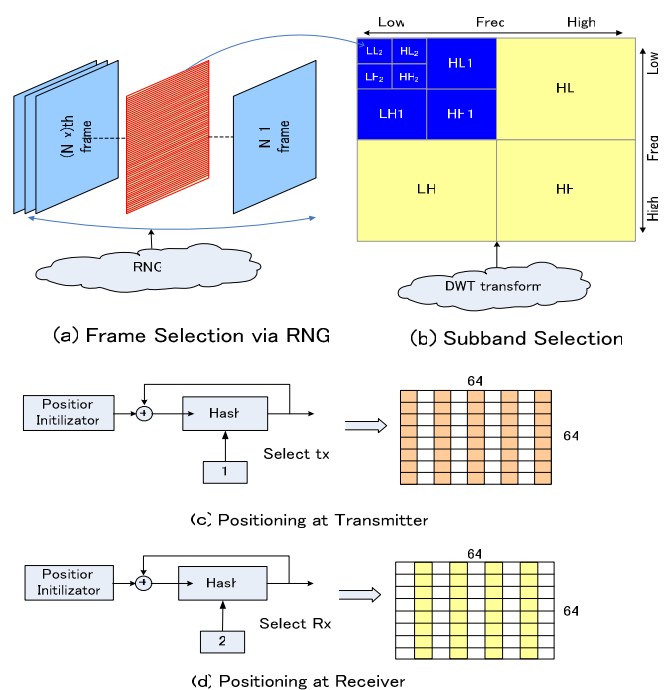 Low Freq High
(N x)th
frame
N 1
frame
LL2 HL2
LH2 HH2
HL1
LH1
HH1
HL
LH
HH
Low
Freq
High
RNG
DWT transform
(a) Frame Selection via RNG
(b) Subband Selection
Position
Initilizator
+
Hash
1
Select tx
64
64
(c) Positioning at Transmitter
Position
Initilizator
+
Hash
2
Select Rx
64
64
(d) Positioning at Receiver